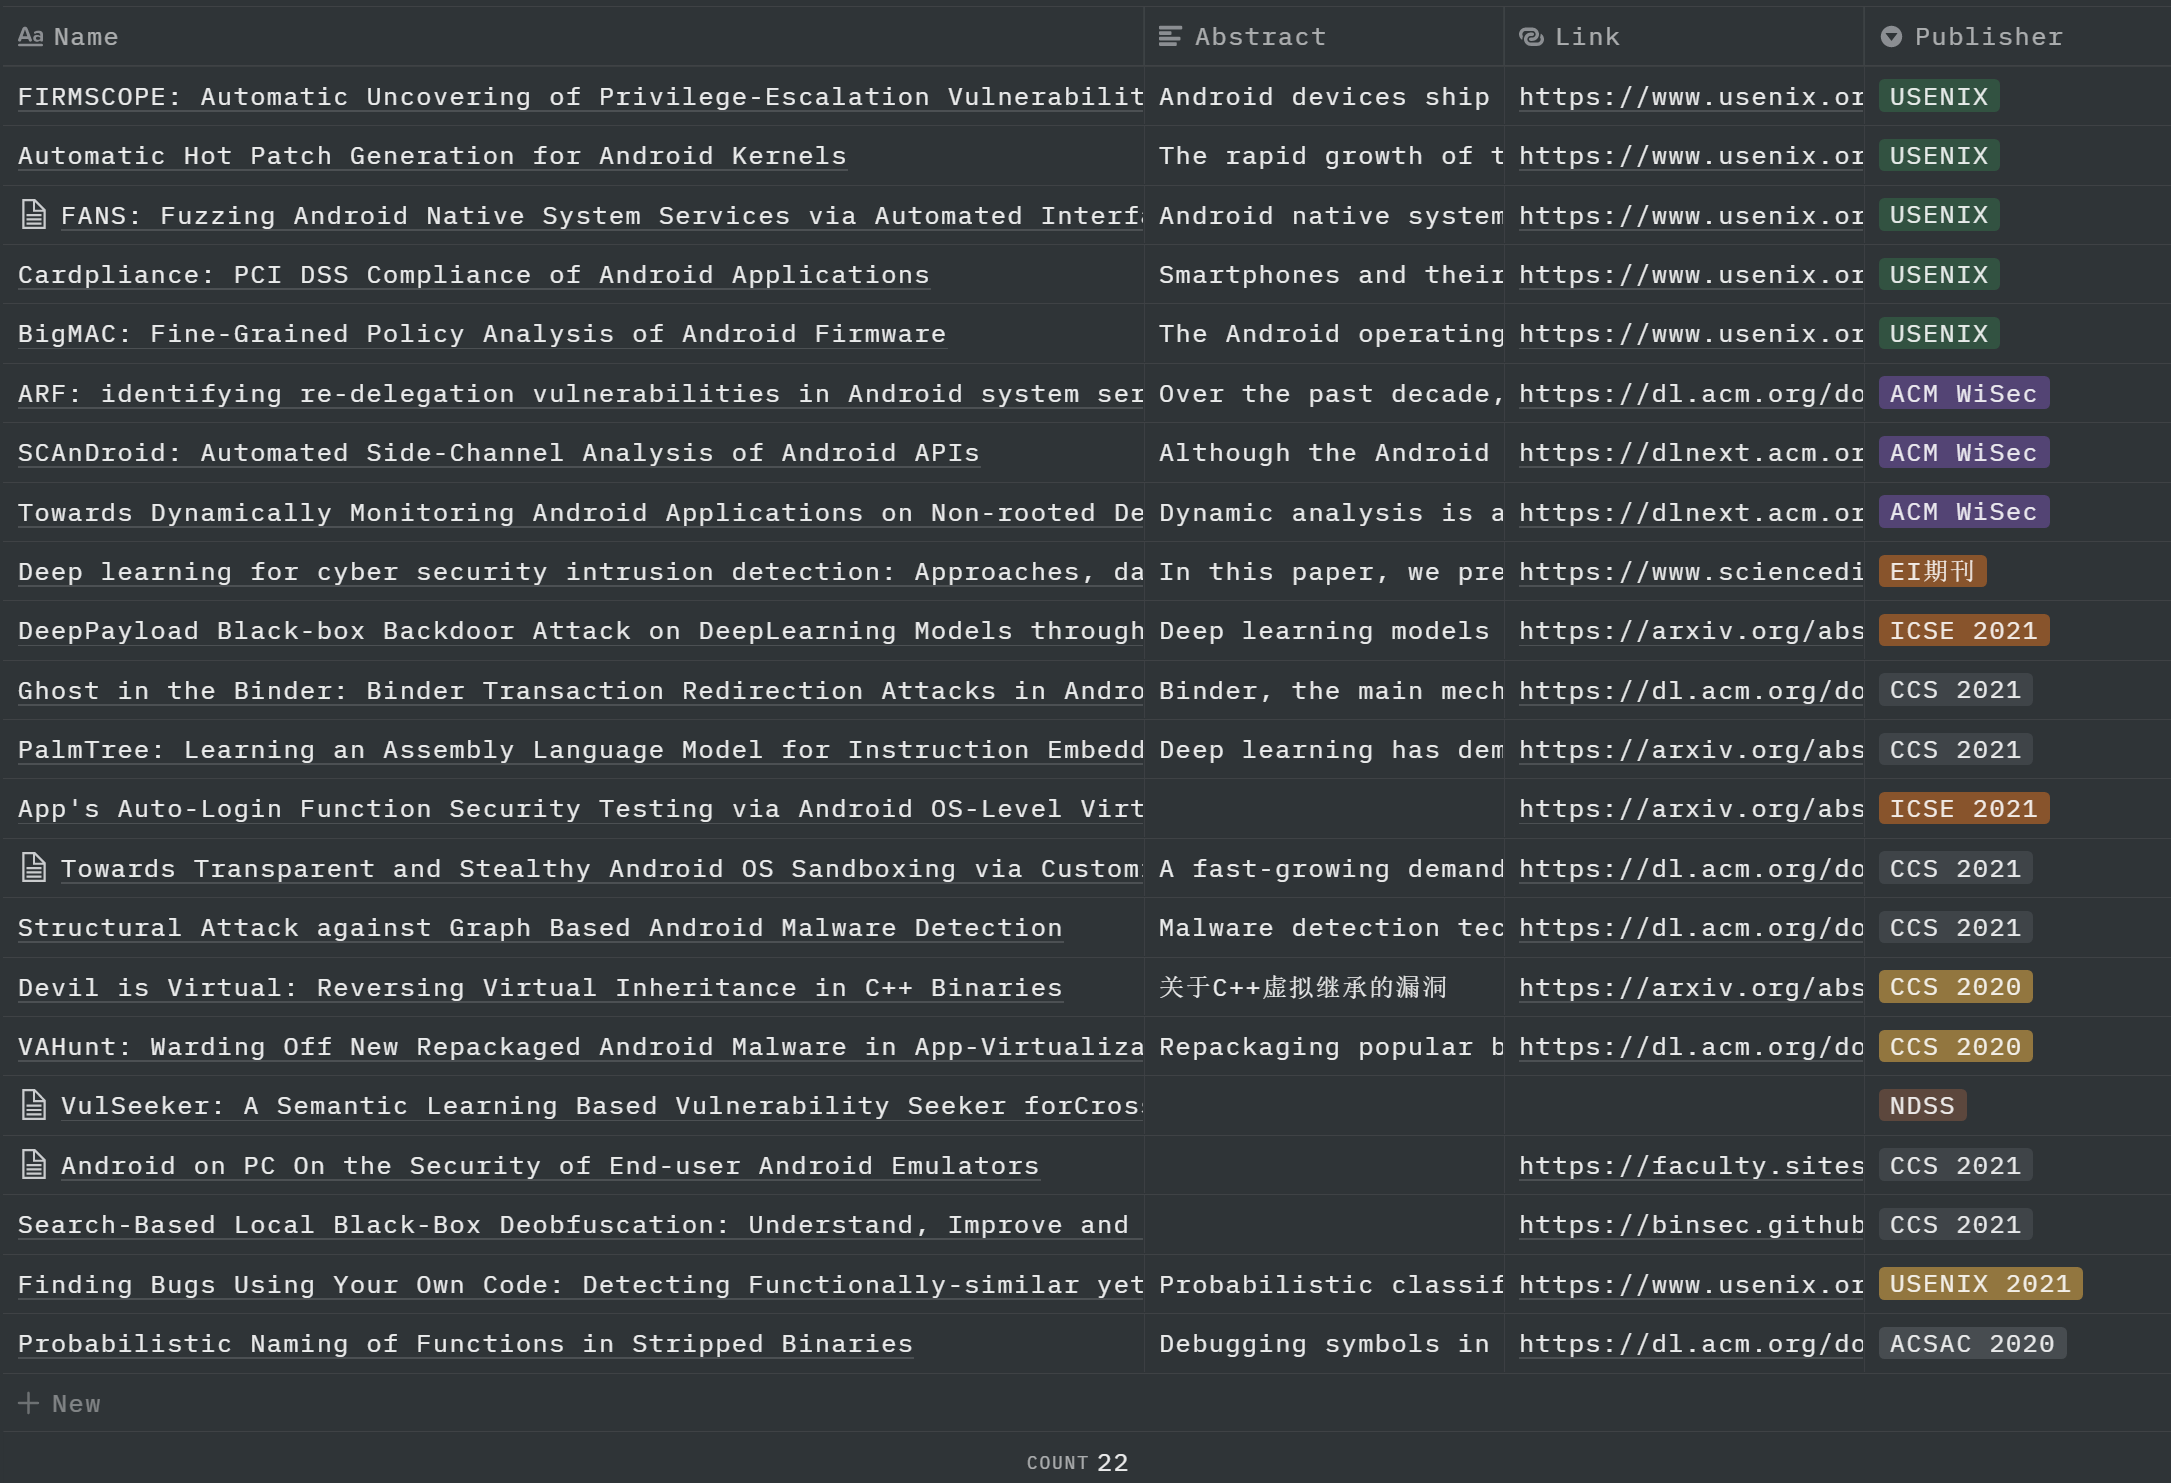 Aa Name Abstract Link Publisher
FIRMSCOPE: Automatic Uncovering of Privilege-Escalation Vulnerabilit Android devices ship https://www.usenix.or USENIX
Automatic Hot Patch Generation for Android Kernels The rapid growth of t https://www.usenix.or USENIX
FANS: Fuzzing Android Native System Services via Automated Interfa Android native system https://www.usenix.or USENIX
Cardpliance: PCI DSS Compliance of Android Applications Smartphones and their https://www.usenix.or USENIX
BigMAC: Fine-Grained Policy Analysis of Android Firmware The Android operating https://www.usenix.or USENIX
ARF: identifying re-delegation vulnerabilities in Android system ser Over the past decade, https://dl.acm.org/do ACM WiSec
SCAnDroid: Automated Side-Channel Analysis of Android APIs Although the Android https://dlnext.acm.or ACM WiSec
Towards Dynamically Monitoring Android Applications on Non-rooted De Dynamic analysis is a https://dlnext.acm.or ACM WiSec
Deep learning for cyber security intrusion detection: Approaches, da In this paper, we pre https://www.sciencedi EI期刊
DeepPayload Black-box Backdoor Attack on DeepLearning Models through Deep learning models https://arxiv.org/abs ICSE 2021
Ghost in the Binder: Binder Transaction Redirection Attacks in Andro Binder, the main mech https://dl.acm.org/do CCS 2021
PalmTree: Learning an Assembly Language Model for Instruction Embedd Deep learning has dem https://arxiv.org/abs CCS 2021
App's Auto-Login Function Security Testing via Android OS-Level Virt https://arxiv.org/abs ICSE 2021
Towards Transparent and Stealthy Android OS Sandboxing via Customi A fast-growing demand https://dl.acm.org/do CCS 2021
Structural Attack against Graph Based Android Malware Detection Malware detection tec https://dl.acm.org/do CCS 2021
Devil is Virtual: Reversing Virtual Inheritance in C++ Binaries 关于C++虚拟继承的漏洞 https://arxiv.org/abs CCS 2020
VAHunt: Warding Off New Repackaged Android Malware in App-Virtualiza Repackaging popular b https://dl.acm.org/do CCS 2020
VulSeeker: A Semantic Learning Based Vulnerability Seeker forCross NDSS
Android on PC On the Security of End-user Android Emulators https://faculty.sites CCS 2021
Search-Based Local Black-Box Deobfuscation: Understand, Improve and https://binsec.github CCS 2021
Finding Bugs Using Your Own Code: Detecting Functionally-similar yet Probabilistic classif https://www.usenix.or USENIX 2021
Probabilistic Naming of Functions in Stripped Binaries Debugging symbols in https://dl.acm.org/do ACSAC 2020
New
COUNT 22